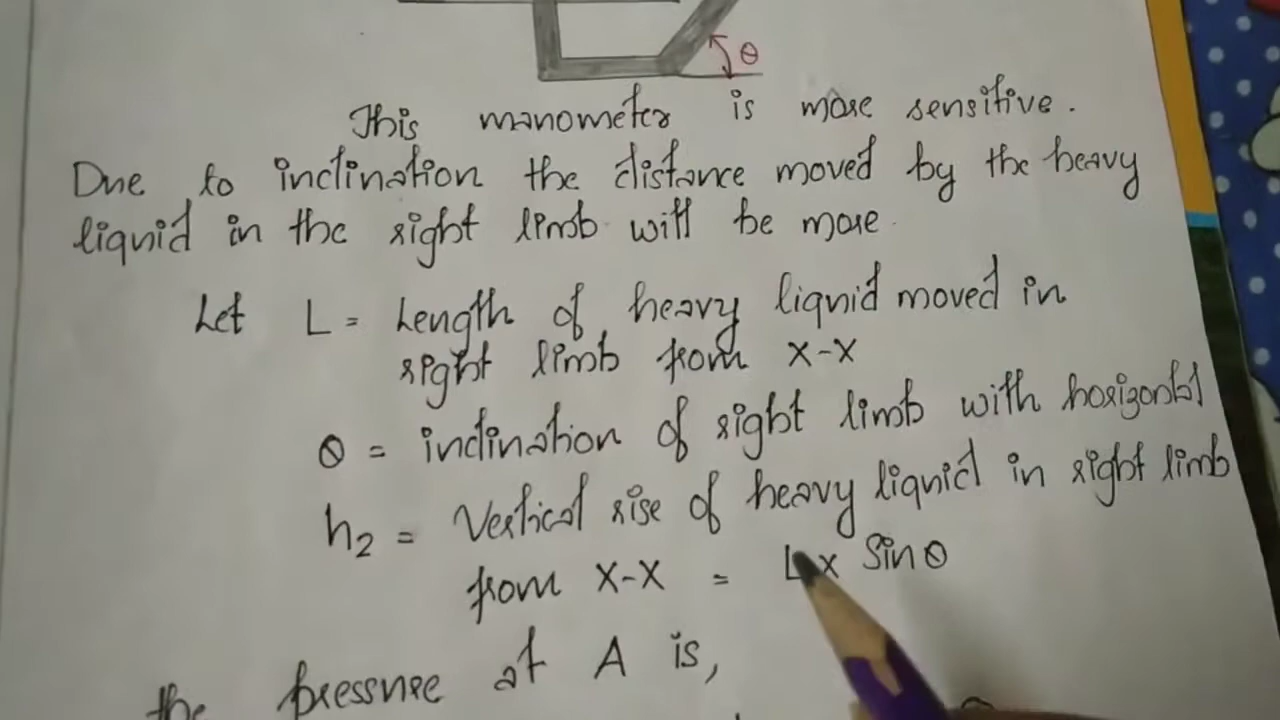 θ
This manometer is more sensitive.
Due to inclination the distance moved by the heavy
liquid in the right limb will be more.
Let L = Length of heavy liquid moved in
right limb from X-X
θ = inclination of right limb with horizontal
h2 = Vertical rise of heavy liquid in right limb
from X-X = L x Sin θ
the pressure at A is,